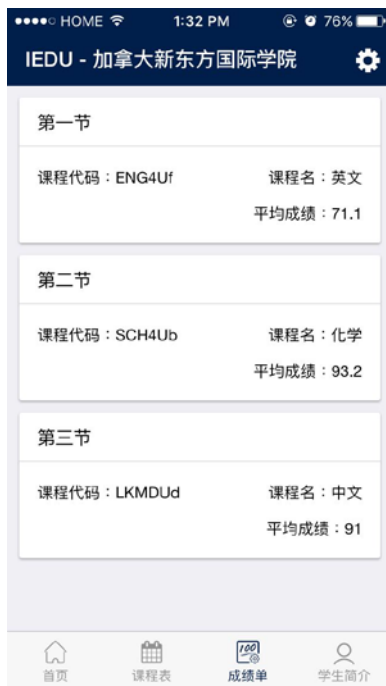 HOME 1:32 PM 76%
IEDU - 加拿大新东方国际学院
第一节
课程代码：ENG4Uf 课程名：英文
平均成绩：71.1
第二节
课程代码：SCH4Ub 课程名：化学
平均成绩：93.2
第三节
课程代码：LKMDUd 课程名：中文
平均成绩：91
100
首页 课程表 成绩单 学生简介